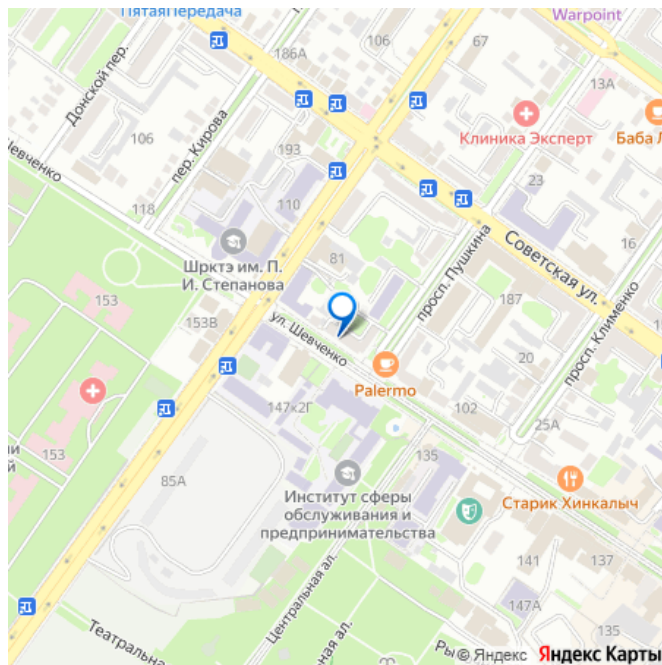 ПятаяПередача
Warpoint
Донской пер.
186А
106
67
13А
Клиника Эксперт
Баба Л
106
пер. Кирова
193
Шевченко
118
110
23
Шрктэ им. П.
И. Степанова
81
просп. Пушкина
Советская ул.
16
153
153В
ул. Шевченко
187
20
просп. Клименко
Palermo
102
147к2Г
25А
153
85А
135
Институт сферы
обслуживания и
предпринимательства
Старик Хинкалыч
141
137
147А
135
Центральная ал.
Театральна
ал.
Ры
© Яндекс Яндекс Карты